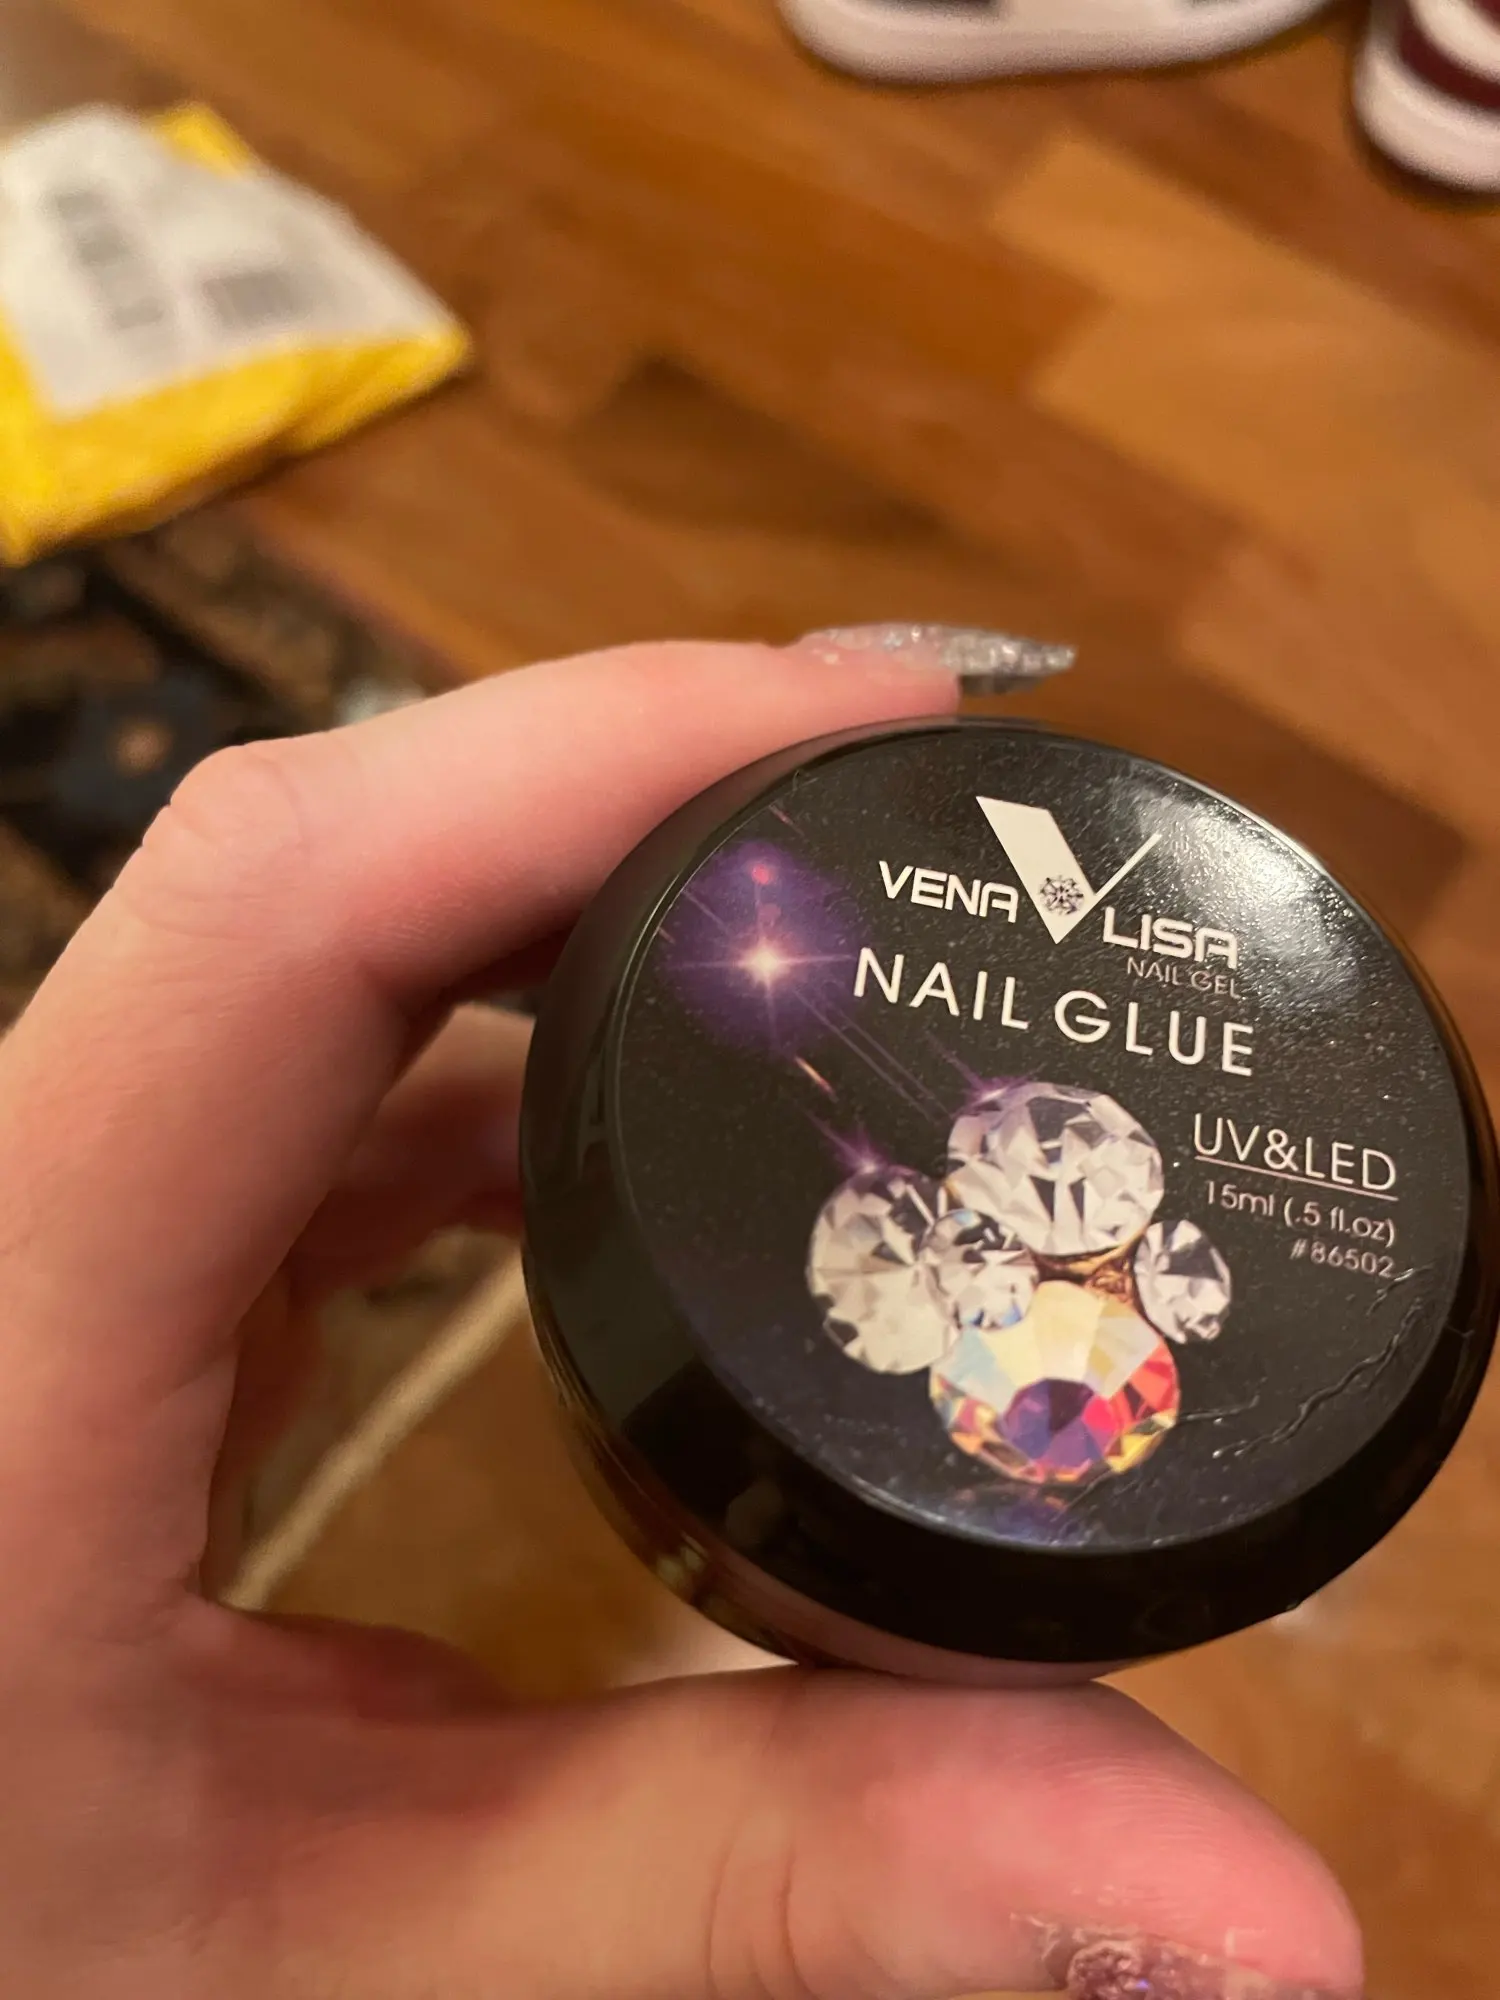 VENA LISA
NAIL GEL
NAIL GLUE
UV&LED
15ml (.5 fl.oz)
#86502